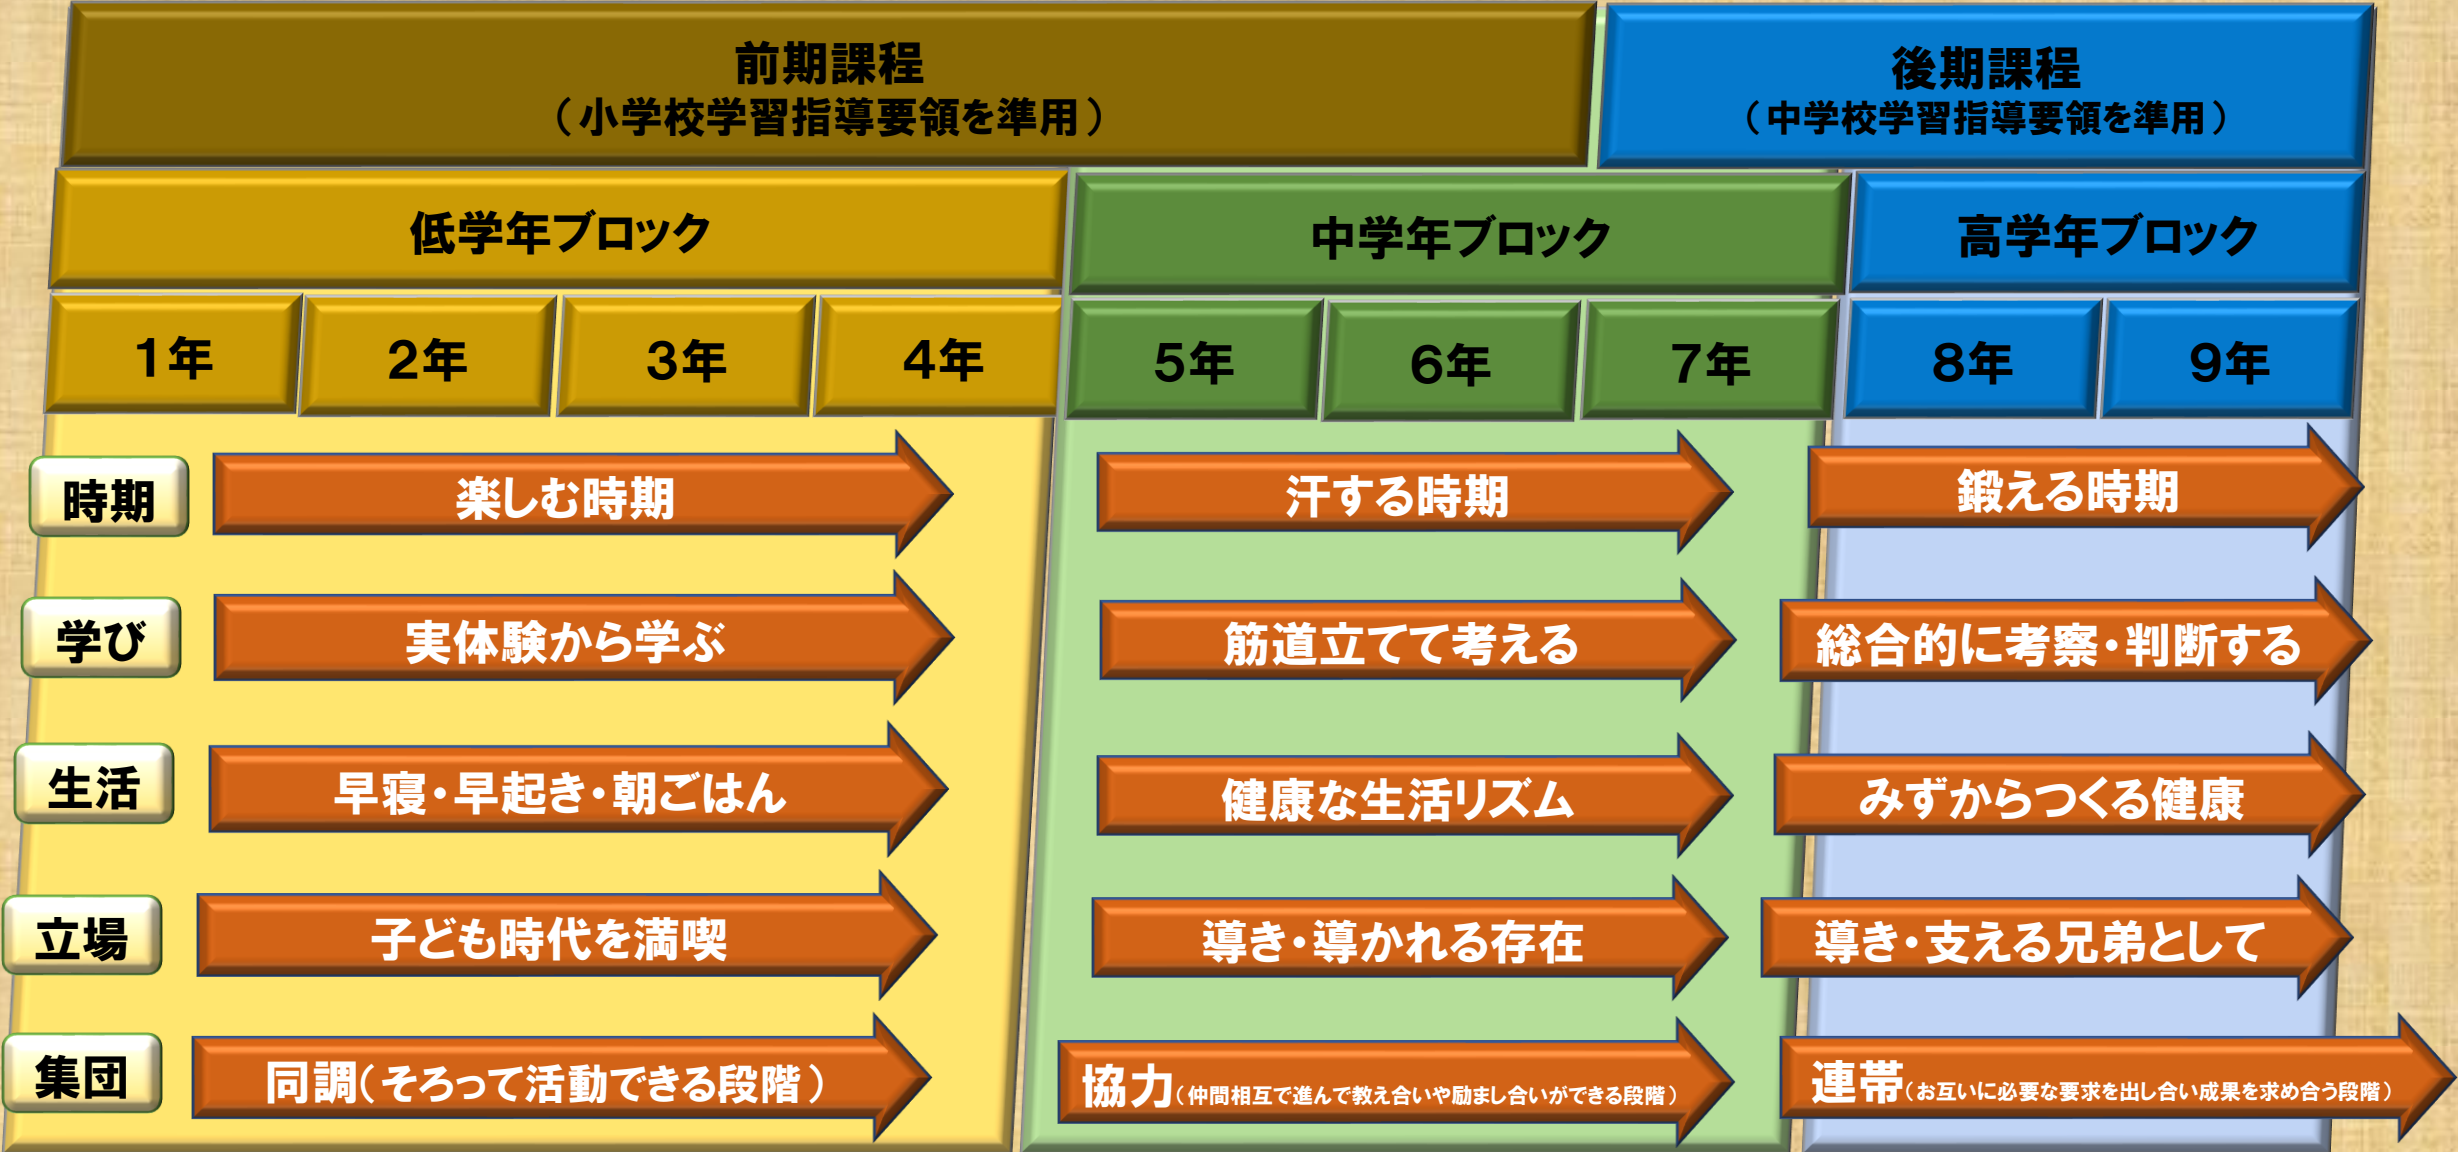 前期課程
（小学校学習指導要領を準用）
後期課程
（中学校学習指導要領を準用）
低学年ブロック
中学年ブロック
高学年ブロック
1年
2年
3年
4年
5年
6年
7年
8年
9年
時期
楽しむ時期
汗する時期
鍛える時期
学び
実体験から学ぶ
筋道立てて考える
総合的に考察・判断する
生活
早寝・早起き・朝ごはん
健康な生活リズム
みずからつくる健康
立場
子ども時代を満喫
導き・導かれる存在
導き・支える兄弟として
集団
同調（そろって活動できる段階）
協力（仲間相互で進んで教え合いや励まし合いができる段階）
連帯（お互いに必要な要求を出し合い成果を求め合う段階）